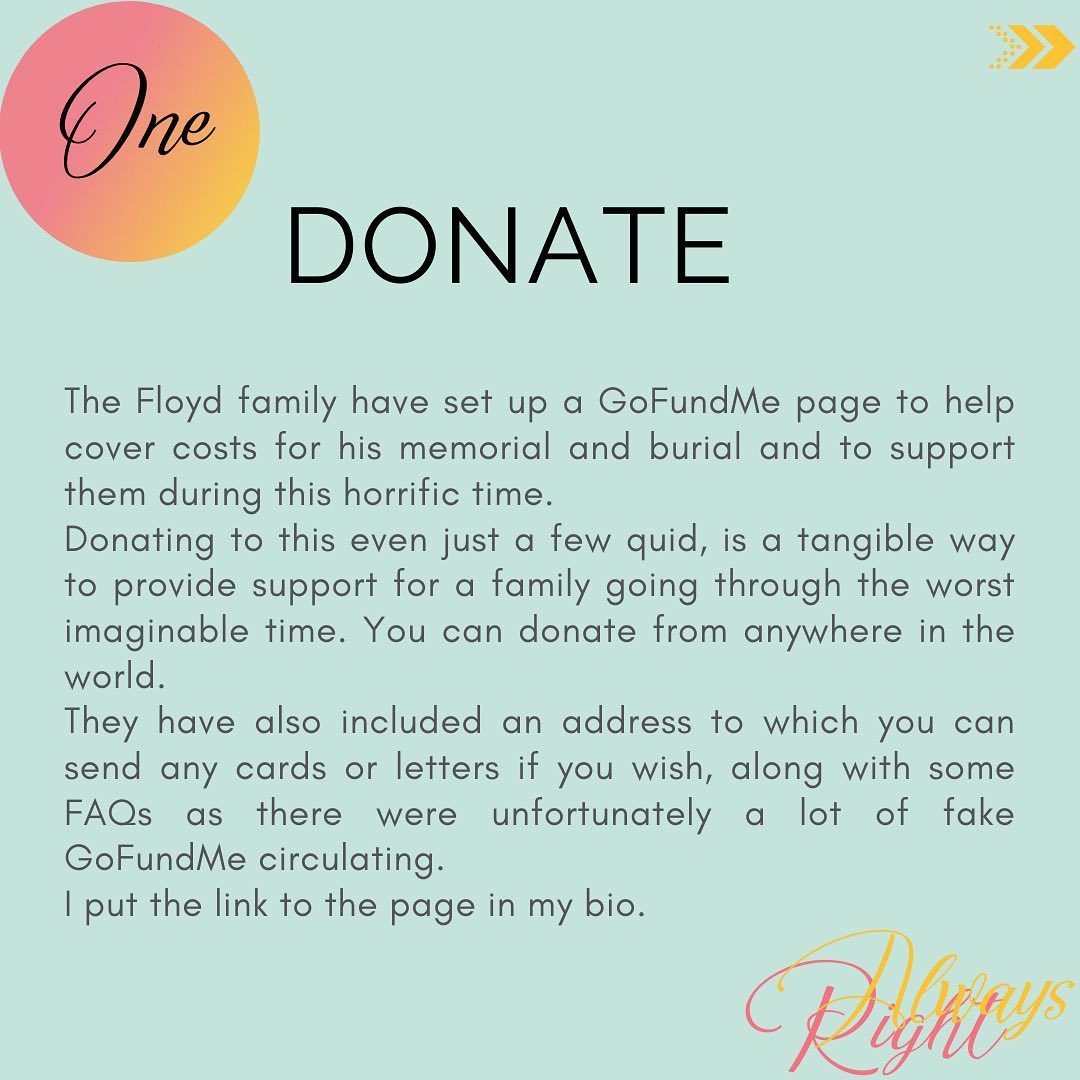 One
DONATE
The Floyd family have set up a GoFundMe page to help
cover costs for his memorial and burial and to support
them during this horrific time.
Donating to this even just a few quid, is a tangible way
to provide support for a family going through the worst
imaginable time. You can donate from anywhere in the
world.
They have also included an address to which you can
send any cards or letters if you wish, along with some
FAQs as there were unfortunately a lot of fake
GoFundMe circulating.
I put the link to the page in my bio.
Always
Right